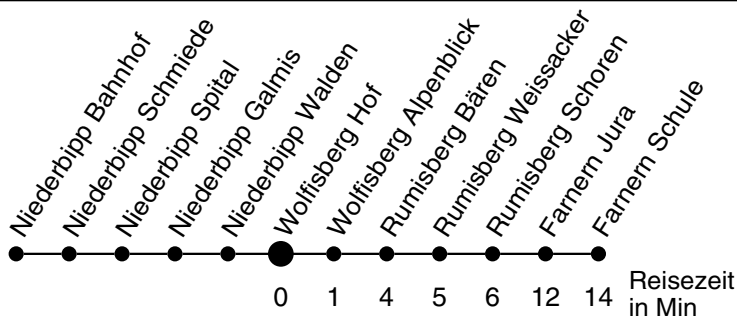 Niederbipp Bahnhof
Niederbipp Schmiede
Niederbipp Spital
Niederbipp Galmis
Niederbipp Walden
Wolfisberg Hof
Wolfisberg Alpenblick
Rumisberg Bären
Rumisberg Weissacker
Rumisberg Schoren
Farnern Jura
Farnern Schule
0 1 4 5 6 12 14
Reisezeit
in Min